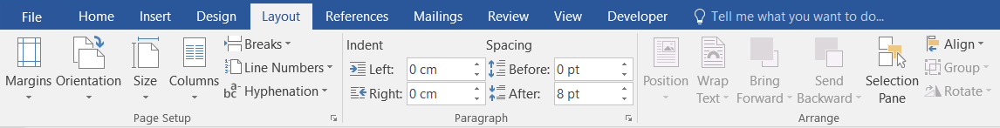 File Home Insert Design Layout References Mailings Review View Developer Tell me what you want to do...
Margins
Orientation
Size
Columns
Breaks
Line Numbers
Hyphenation
Page Setup
Indent
Left: 0 cm
Right: 0 cm
Spacing
Before: 0 pt
After: 8 pt
Paragraph
Position
Wrap
Text
Bring
Forward
Send
Backward
Selection
Pane
Align
Group
Rotate
Arrange